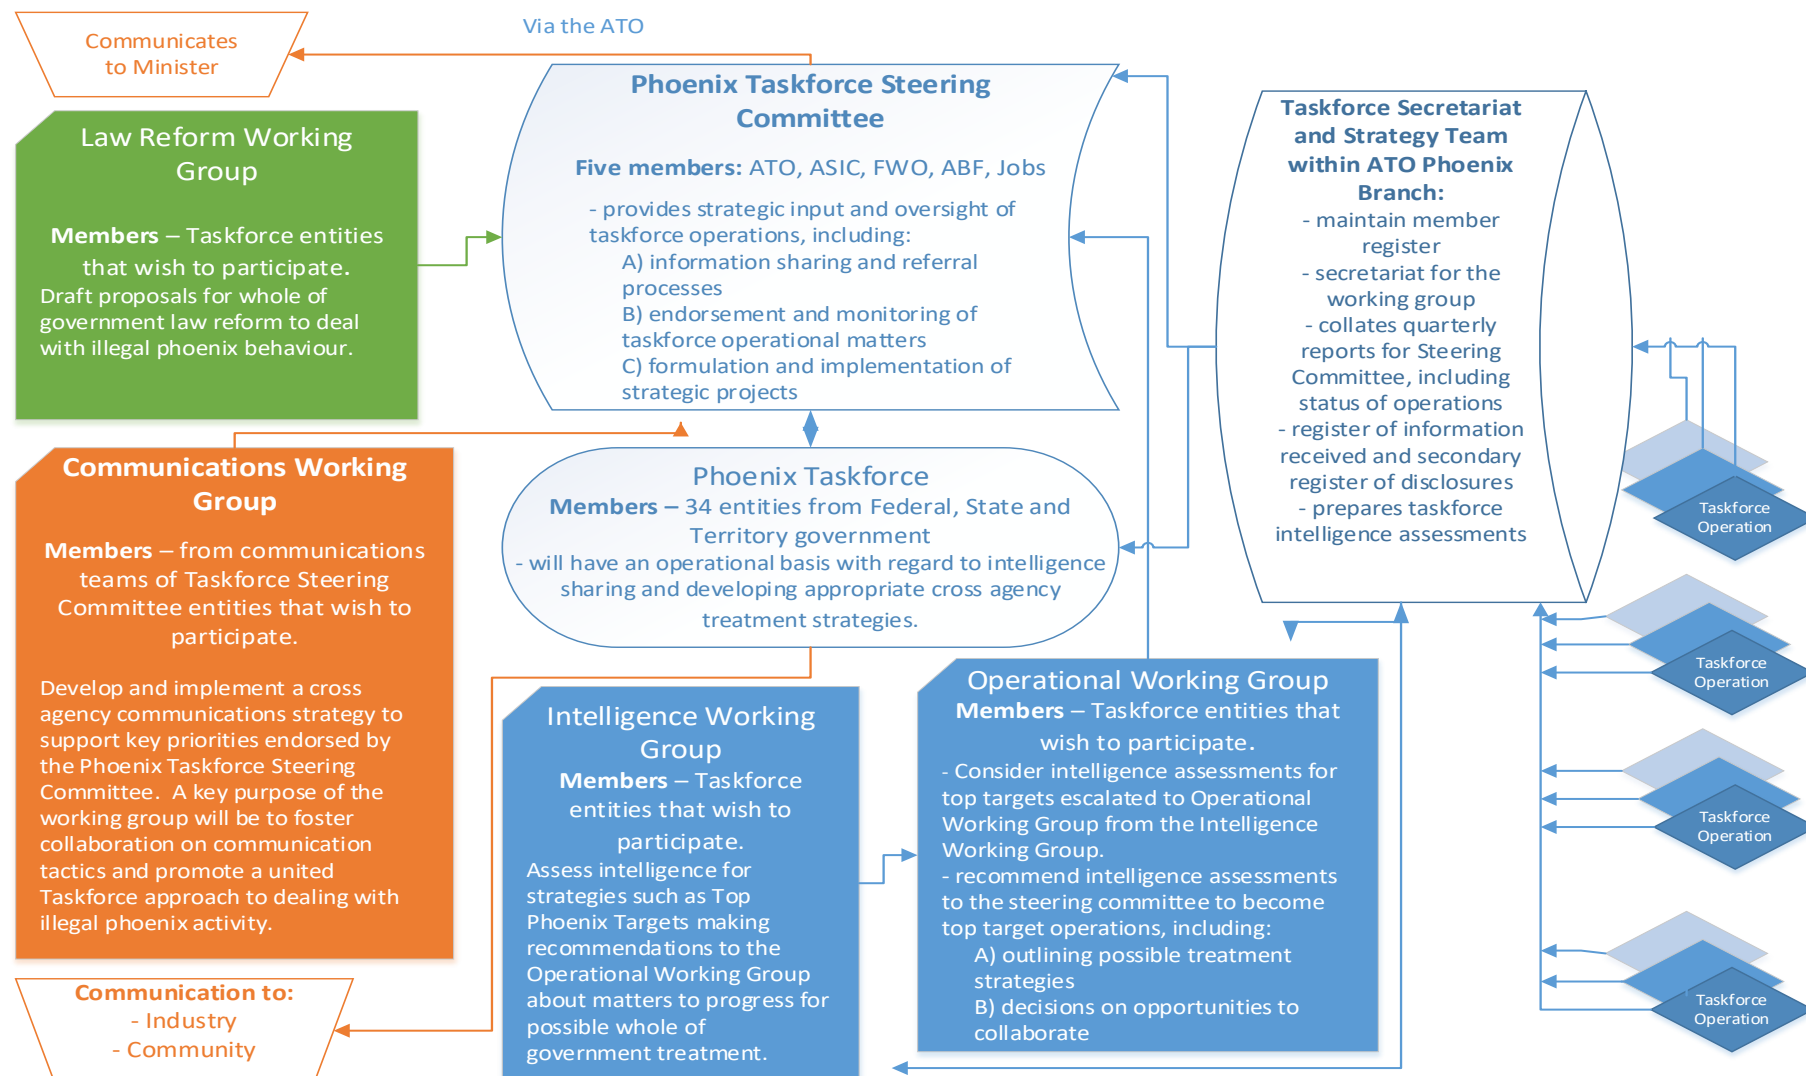 Via the ATO
Communicates
to Minister
Phoenix Taskforce Steering
Committee
Five members: ATO, ASIC, FWO, ABF, Jobs
- provides strategic input and oversight of
taskforce operations, including:
A) information sharing and referral
processes
B) endorsement and monitoring of
taskforce operational matters
C) formulation and implementation of
strategic projects
Law Reform Working
Group
Members – Taskforce entities
that wish to participate.
Draft proposals for whole of
government law reform to deal
with illegal phoenix behaviour.
Taskforce Secretariat
and Strategy Team
within ATO Phoenix
Branch:
- maintain member
register
- secretariat for the
working group
- collates quarterly
reports for Steering
Committee, including
status of operations
- register of information
received and secondary
register of disclosures
- prepares taskforce
intelligence assessments
Communications Working
Group
Members – from communications
teams of Taskforce Steering
Committee entities that wish to
participate.
Develop and implement a cross
agency communications strategy to
support key priorities endorsed by
the Phoenix Taskforce Steering
Committee.  A key purpose of the
working group will be to foster
collaboration on communication
tactics and promote a united
Taskforce approach to dealing with
illegal phoenix activity.
Phoenix Taskforce
Members – 34 entities from Federal, State and
Territory government
- will have an operational basis with regard to intelligence
sharing and developing appropriate cross agency
treatment strategies.
Intelligence Working
Group
Members – Taskforce
entities that wish to
participate.
Assess intelligence for
strategies such as Top
Phoenix Targets making
recommendations to the
Operational Working Group
about matters to progress for
possible whole of
government treatment.
Operational Working Group
Members – Taskforce entities that
wish to participate.
- Consider intelligence assessments for
top targets escalated to Operational
Working Group from the Intelligence
Working Group.
- recommend intelligence assessments
to the steering committee to become
top target operations, including:
A) outlining possible treatment
strategies
B) decisions on opportunities to
collaborate
Taskforce
Operation
Taskforce
Operation
Taskforce
Operation
Taskforce
Operation
Communication to:
- Industry
- Community